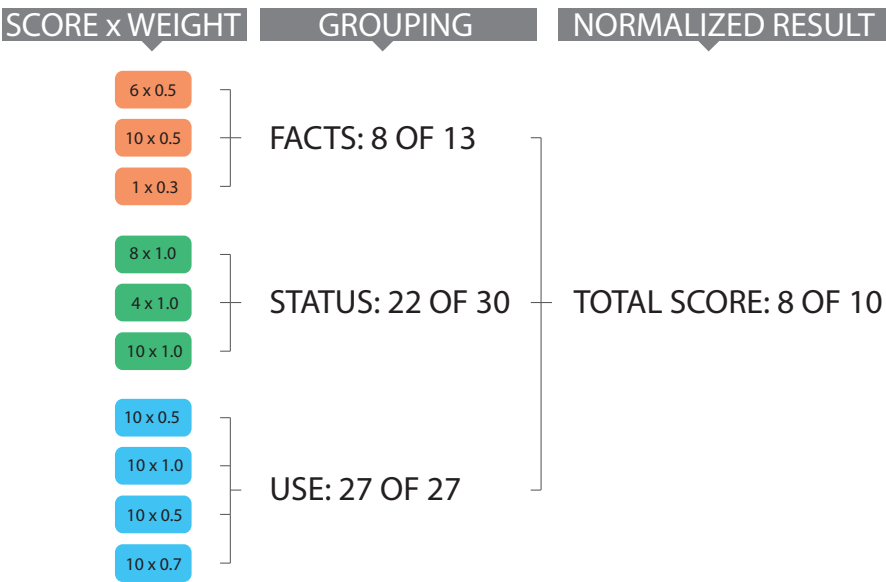 SCORE x WEIGHT
GROUPING
NORMALIZED RESULT
6 x 0.5
10 x 0.5
1 x 0.3
FACTS: 8 OF 13
8 x 1.0
4 x 1.0
10 x 1.0
STATUS: 22 OF 30
10 x 0.5
10 x 1.0
10 x 0.5
10 x 0.7
USE: 27 OF 27
TOTAL SCORE: 8 OF 10